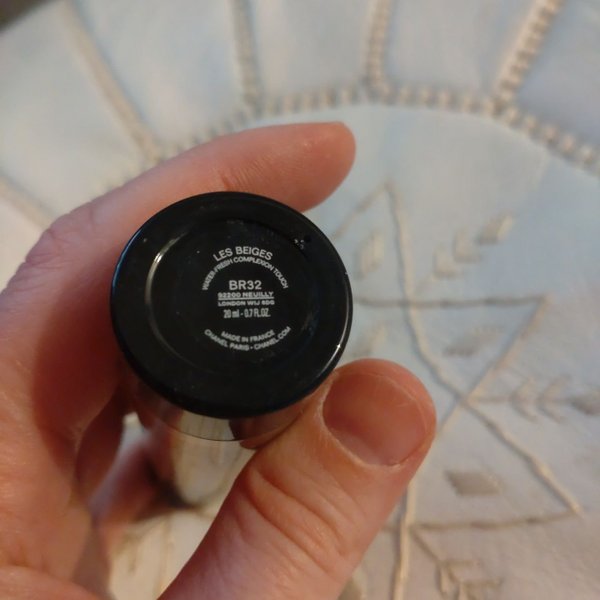 LES BEIGES
WATER-FRESH COMPLEXION TOUCH
BR32
92200 NEUILLY
LONDON W1J 6DG
20 ml - 0.7 FL.OZ.
MADE IN FRANCE
CHANEL PARIS - CHANEL.COM